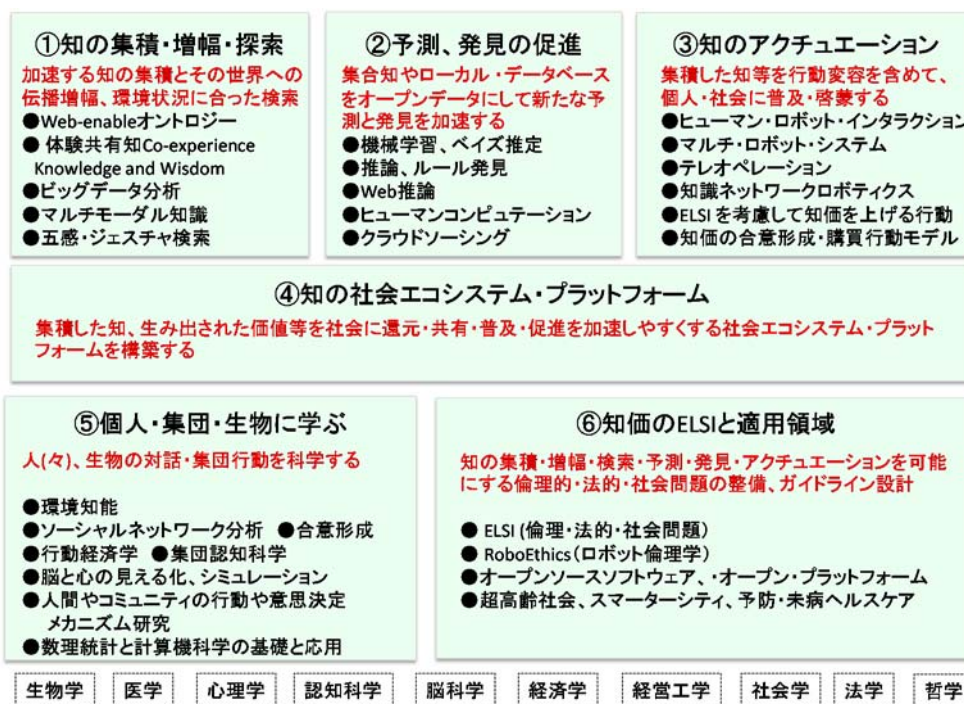 ①知の集積・増幅・探索
加速する知の集積とその世界への
伝播増幅、環境状況に合った検索
●Web-enableオントロジー
● 体験共有知Co-experience
Knowledge and Wisdom
●ビッグデータ分析
●マルチモーダル知識
●五感・ジェスチャ検索
②予測、発見の促進
集合知やローカル・データベース
をオープンデータにして新たな予
測と発見を加速する
●機械学習、ベイズ推定
●推論、ルール発見
●Web推論
●ヒューマンコンピュテーション
●クラウドソーシング
③知のアクチュエーション
集積した知等を行動変容を含めて、
個人・社会に普及・啓蒙する
●ヒューマン・ロボット・インタラクション
●マルチ・ロボット・システム
●テレオペレーション
●知識ネットワークロボティクス
●ELSIを考慮して知価を上げる行動
●知価の合意形成・購買行動モデル
④知の社会エコシステム・プラットフォーム
集積した知、生み出された価値等を社会に還元・共有・普及・促進を加速しやすくする社会エコシステム・プラット
フォームを構築する
⑤個人・集団・生物に学ぶ
人(々)、生物の対話・集団行動を科学する
●環境知能
●ソーシャルネットワーク分析 ●合意形成
●行動経済学 ●集団認知科学
●脳と心の見える化、シミュレーション
●人間やコミュニティの行動や意思決定
メカニズム研究
●数理統計と計算機科学の基礎と応用
⑥知価のELSIと適用領域
知の集積・増幅・検索・予測・発見・アクチュエーションを可能
にする倫理的・法的・社会問題の整備、ガイドライン設計
● ELSI (倫理・法的・社会問題)
● RoboEthics(ロボット倫理学)
●オープンソースソフトウェア、・オープン・プラットフォーム
●超高齢社会、スマーターシティ、予防・未病ヘルスケア
生物学 医学 心理学 認知科学 脳科学 経済学 経営工学 社会学 法学 哲学